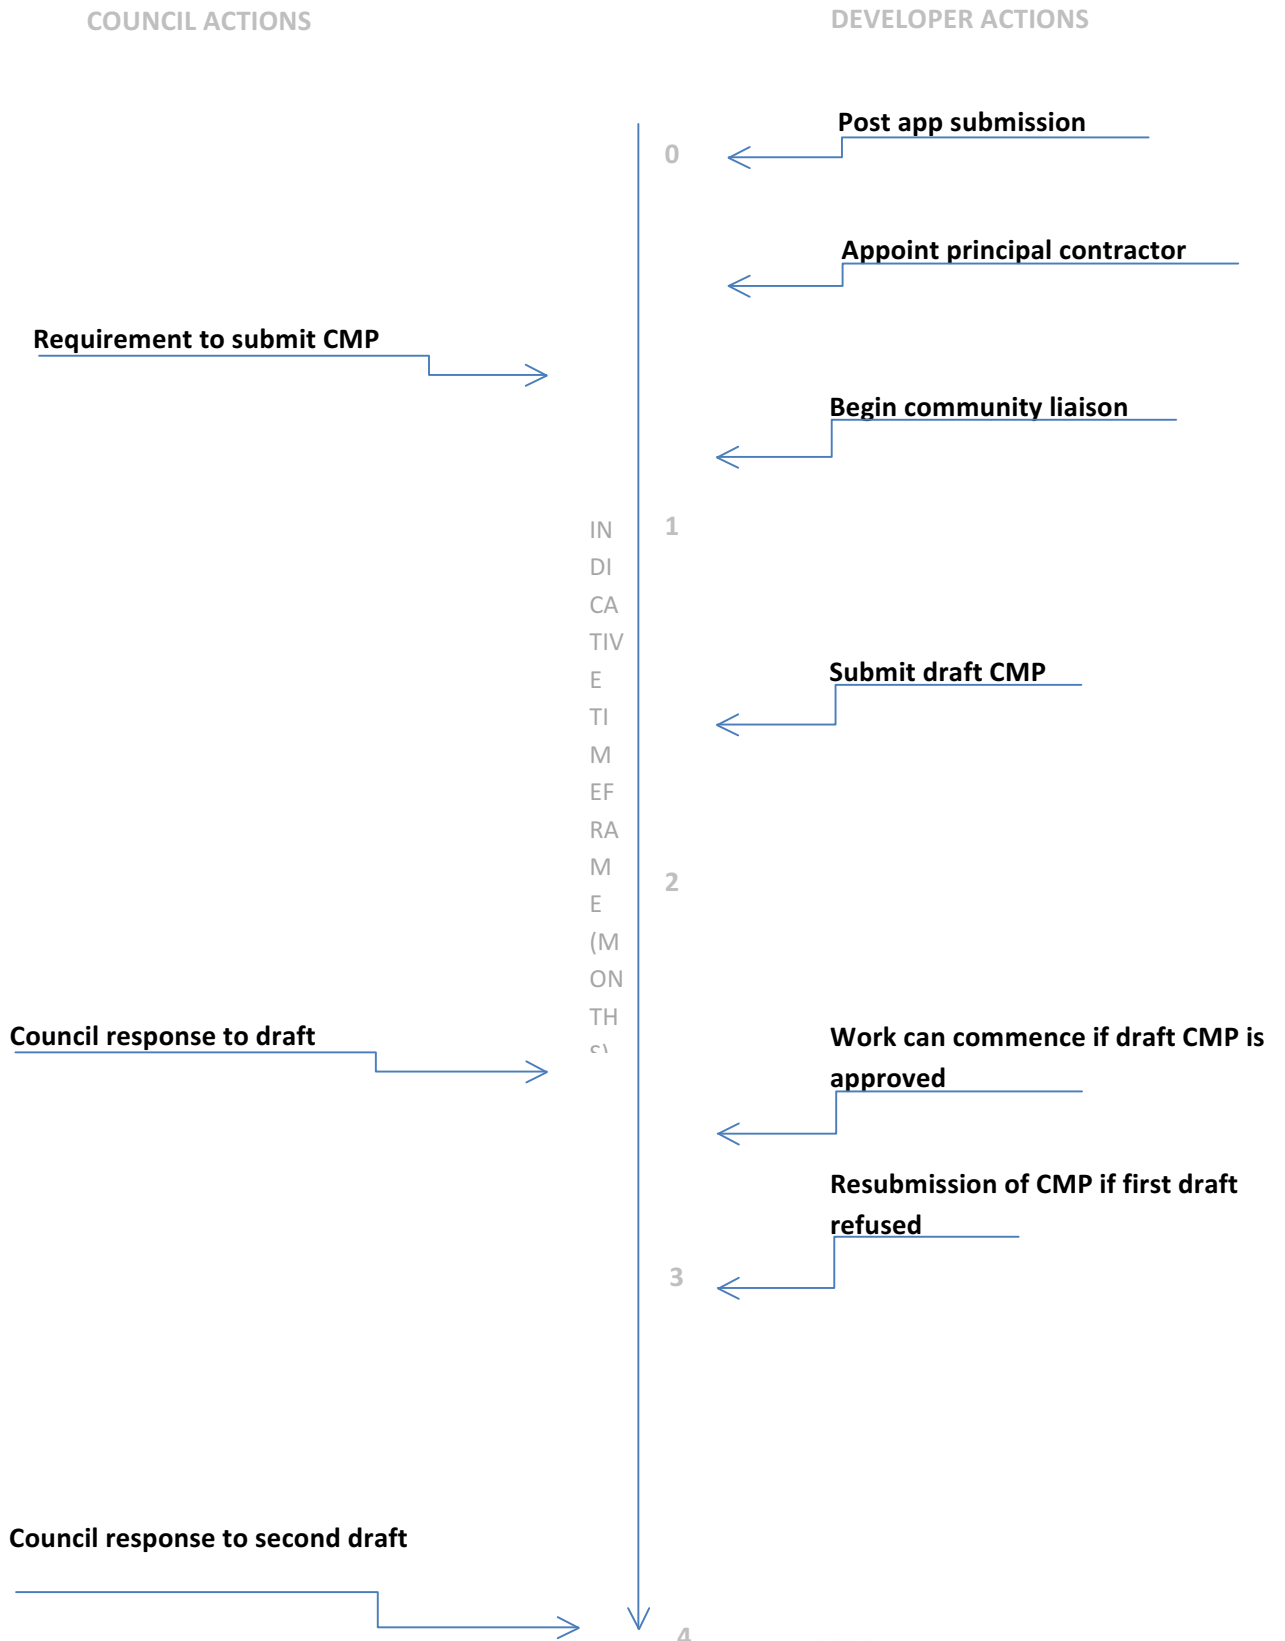 COUNCIL ACTIONS
DEVELOPER ACTIONS
Post app submission
0
Appoint principal contractor
Requirement to submit CMP
Begin community liaison
1
IN
DI
CA
TIV
E
TI
M
EF
RA
M
E
(M
ON
TH
S)
Submit draft CMP
2
Council response to draft
Work can commence if draft CMP is
approved
Resubmission of CMP if first draft
refused
3
Council response to second draft
4